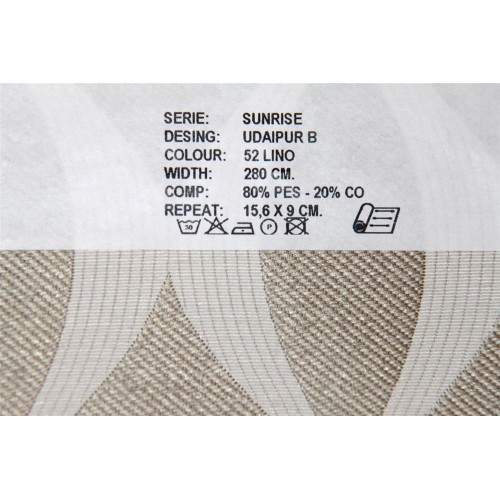 SERIE: SUNRISE
DESING: UDAIPUR B
COLOUR: 52 LINO
WIDTH: 280 CM.
COMP: 80% PES - 20% CO
REPEAT: 15,6 X 9 CM.
30 P